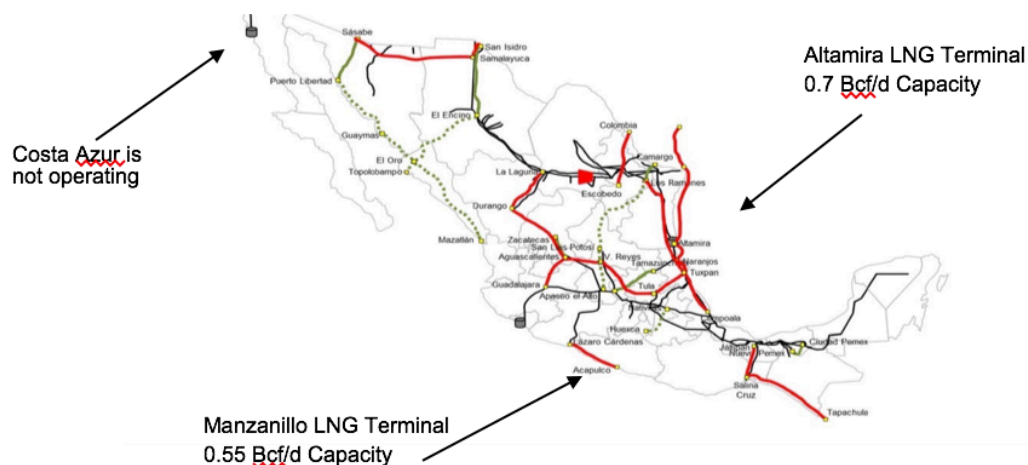 Sásabe
San Isidro
Samalayuca
Altamira LNG Terminal
0.7 Bcf/d Capacity
Puerto Libertad
El Encino
Colombia
Guaymas
Costa Azur is
not operating
El Oro
Topolobampo
La Laguna
Camargo
Los Ramones
Escobedo
Durango
Mazatlán
Zacatecas
San Luis Potosí
Altamira
Aguascalientes
V. Reyes
Tamazunch
Naranjos
Tuxpan
Guadalajara
Apaseo el Alto
Tula
Huexca
Lázaro Cárdenas
Acapulco
Jaltipan
Nuevo Pemex
Ciudad Pemex
Salina
Cruz
Tapachula
Manzanillo LNG Terminal
0.55 Bcf/d Capacity